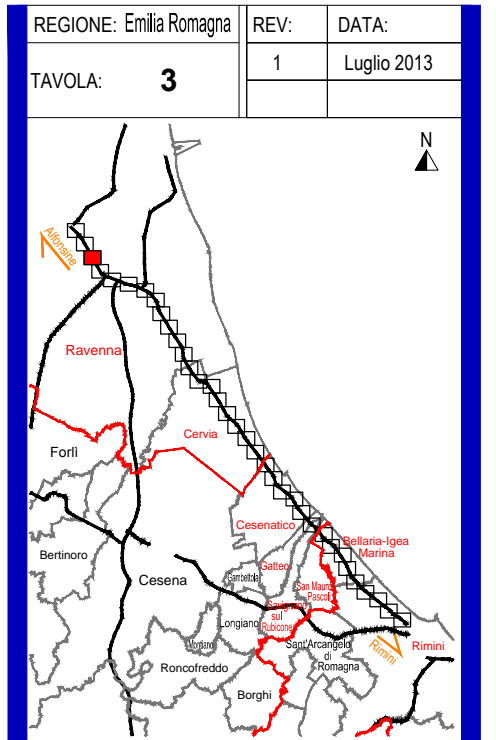 REGIONE: Emilia Romagna
REV:
DATA:
TAVOLA: 3
1
Luglio 2013
N
Alfonsine
Ravenna
Cervia
Forlì
Cesenatico
Bellaria-Igea
Marina
Bertinoro
Cesena
Gatteo
Gambettola
San Mauro
Pascoli
Savignano
sul
Rubicone
Longiano
Montiano
Sant'Arcangelo
di
Romagna
Rimini
Rimini
Roncofreddo
Borghi